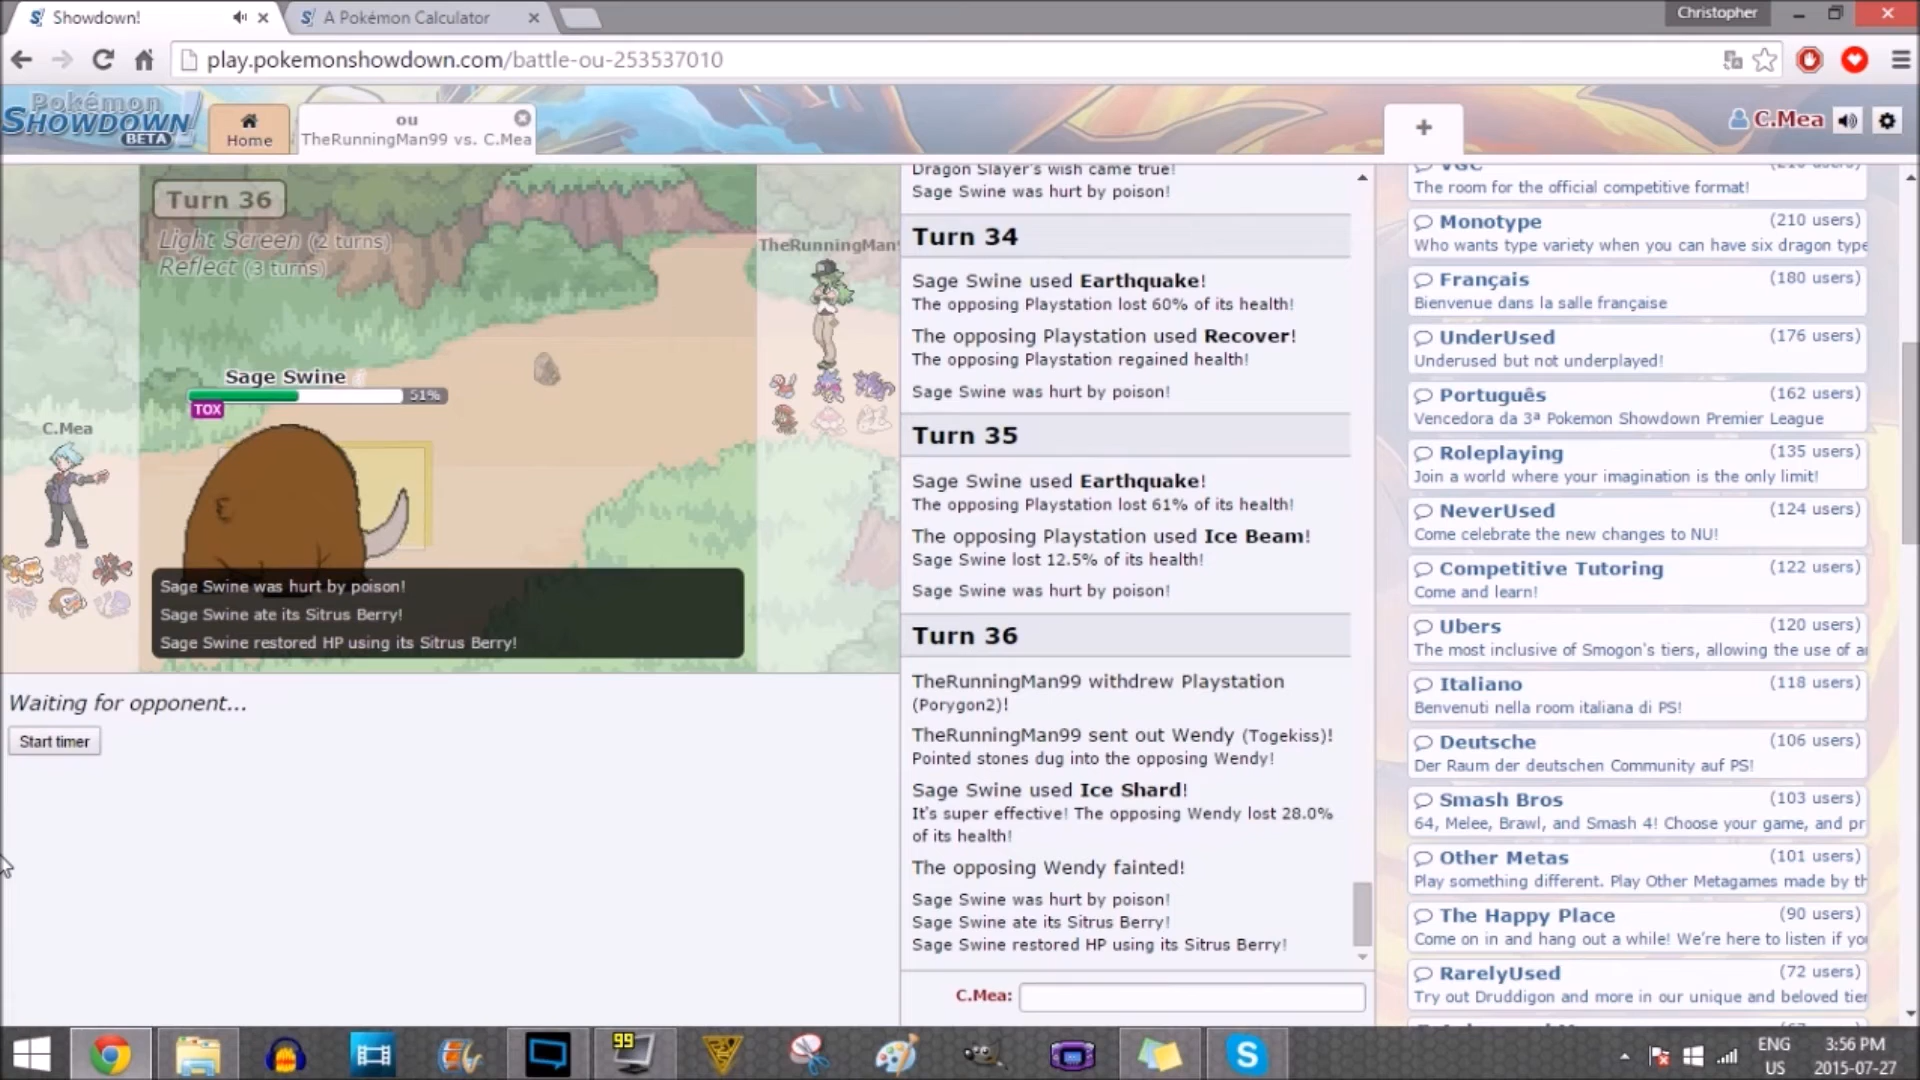 Showdown!
A Pokémon Calculator
Christopher
play.pokemonshowdown.com/battle-ou-253537010
Pokémon
SHOWDOWN!
BETA
Home
ou
TheRunningMan99 vs. C.Mea
+
C.Mea
Turn 36
Light Screen (2 turns)
Reflect (3 turns)
TheRunningMan
Sage Swine
51%
TOX
C.Mea
Sage Swine was hurt by poison!
Sage Swine ate its Sitrus Berry!
Sage Swine restored HP using its Sitrus Berry!
Waiting for opponent...
Start timer
Dragon Slayer's wish came true!
Sage Swine was hurt by poison!
Turn 34
Sage Swine used Earthquake!
The opposing Playstation lost 60% of its health!
The opposing Playstation used Recover!
The opposing Playstation regained health!
Sage Swine was hurt by poison!
Turn 35
Sage Swine used Earthquake!
The opposing Playstation lost 61% of its health!
The opposing Playstation used Ice Beam!
Sage Swine lost 12.5% of its health!
Sage Swine was hurt by poison!
Turn 36
TheRunningMan99 withdrew Playstation
(Porygon2)!
TheRunningMan99 sent out Wendy (Togekiss)!
Pointed stones dug into the opposing Wendy!
Sage Swine used Ice Shard!
It's super effective! The opposing Wendy lost 28.0%
of its health!
The opposing Wendy fainted!
Sage Swine was hurt by poison!
Sage Swine ate its Sitrus Berry!
Sage Swine restored HP using its Sitrus Berry!
C.Mea:
VGC
The room for the official competitive format!
Monotype (210 users)
Who wants type variety when you can have six dragon type
Français (180 users)
Bienvenue dans la salle française
UnderUsed (176 users)
Underused but not underplayed!
Português (162 users)
Vencedora da 3ª Pokemon Showdown Premier League
Roleplaying (135 users)
Join a world where your imagination is the only limit!
NeverUsed (124 users)
Come celebrate the new changes to NU!
Competitive Tutoring (122 users)
Come and learn!
Ubers (120 users)
The most inclusive of Smogon's tiers, allowing the use of
Italiano (118 users)
Benvenuti nella room italiana di PS!
Deutsche (106 users)
Der Raum der deutschen Community auf PS!
Smash Bros (103 users)
64, Melee, Brawl, and Smash 4! Choose your game, and pr
Other Metas (101 users)
Play something different. Play Other Metagames made by th
The Happy Place (90 users)
Come on in and hang out a while! We're here to listen if yo
RarelyUsed (72 users)
Try out Druddigon and more in our unique and beloved tier
99
ENG
US
3:56 PM
2015-07-27